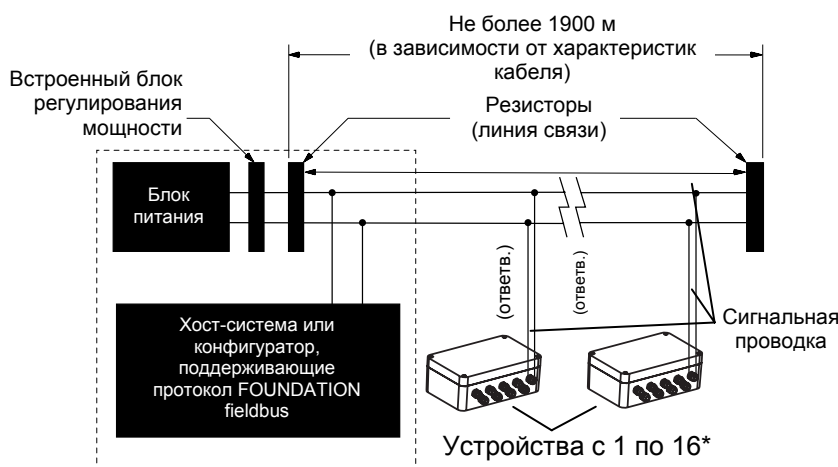 Не более 1900 м
(в зависимости от характеристик
кабеля)
Встроенный блок
регулирования
мощности
Резисторы
(линия связи)
Блок
питания
(ответв.)
(ответв.)
Хост-система или
конфигуратор,
поддерживающие
протокол FOUNDATION
fieldbus
Сигнальная
проводка
Устройства с 1 по 16*